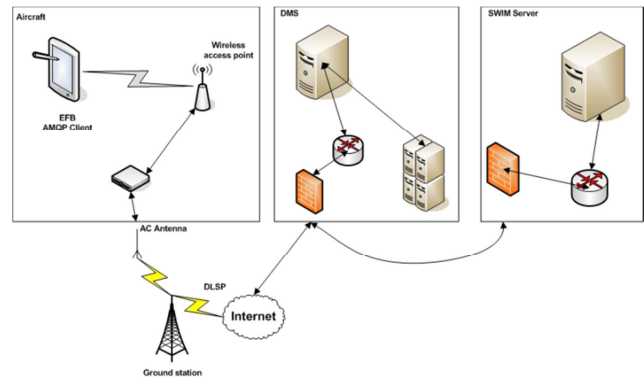 Aircraft
Wireless
access point
EFB
AMQP Client
AC Antenna
DLSP
Internet
Ground station
DMS
SWIM Server